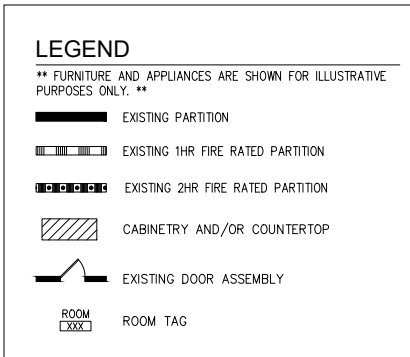 LEGEND
** FURNITURE AND APPLIANCES ARE SHOWN FOR ILLUSTRATIVE
PURPOSES ONLY. **
EXISTING PARTITION
EXISTING 1HR FIRE RATED PARTITION
EXISTING 2HR FIRE RATED PARTITION
CABINETRY AND/OR COUNTERTOP
EXISTING DOOR ASSEMBLY
ROOM
XXX
ROOM TAG